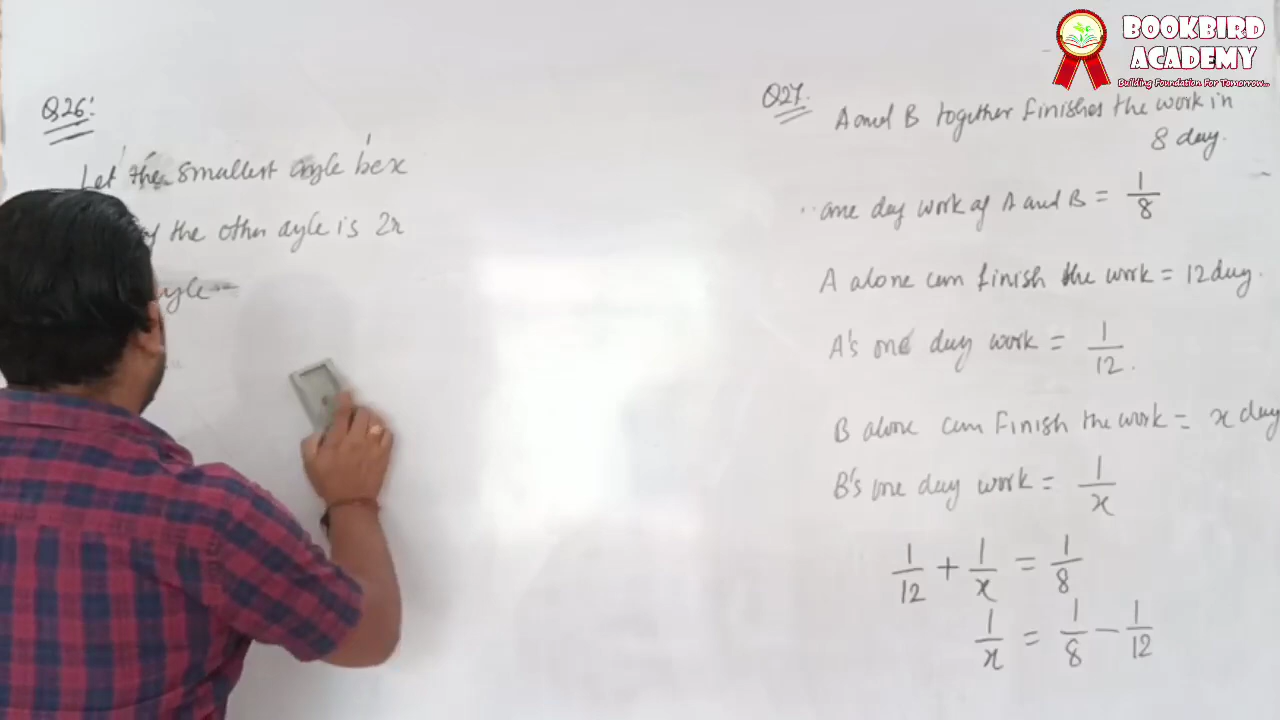 BOOKBIRD
ACADEMY
Building Foundation For Tomorrow...
Q26:
Let the smallest angle be x
the other angle is 2x
Q27.
A and B together finishes the work in
8 day.
one day work of A and B = 1/8
A alone can finish the work = 12 day.
A's one day work = 1/12.
B alone can finish the work = x day
B's one day work = 1/x
1/12 + 1/x = 1/8
1/x = 1/8 - 1/12